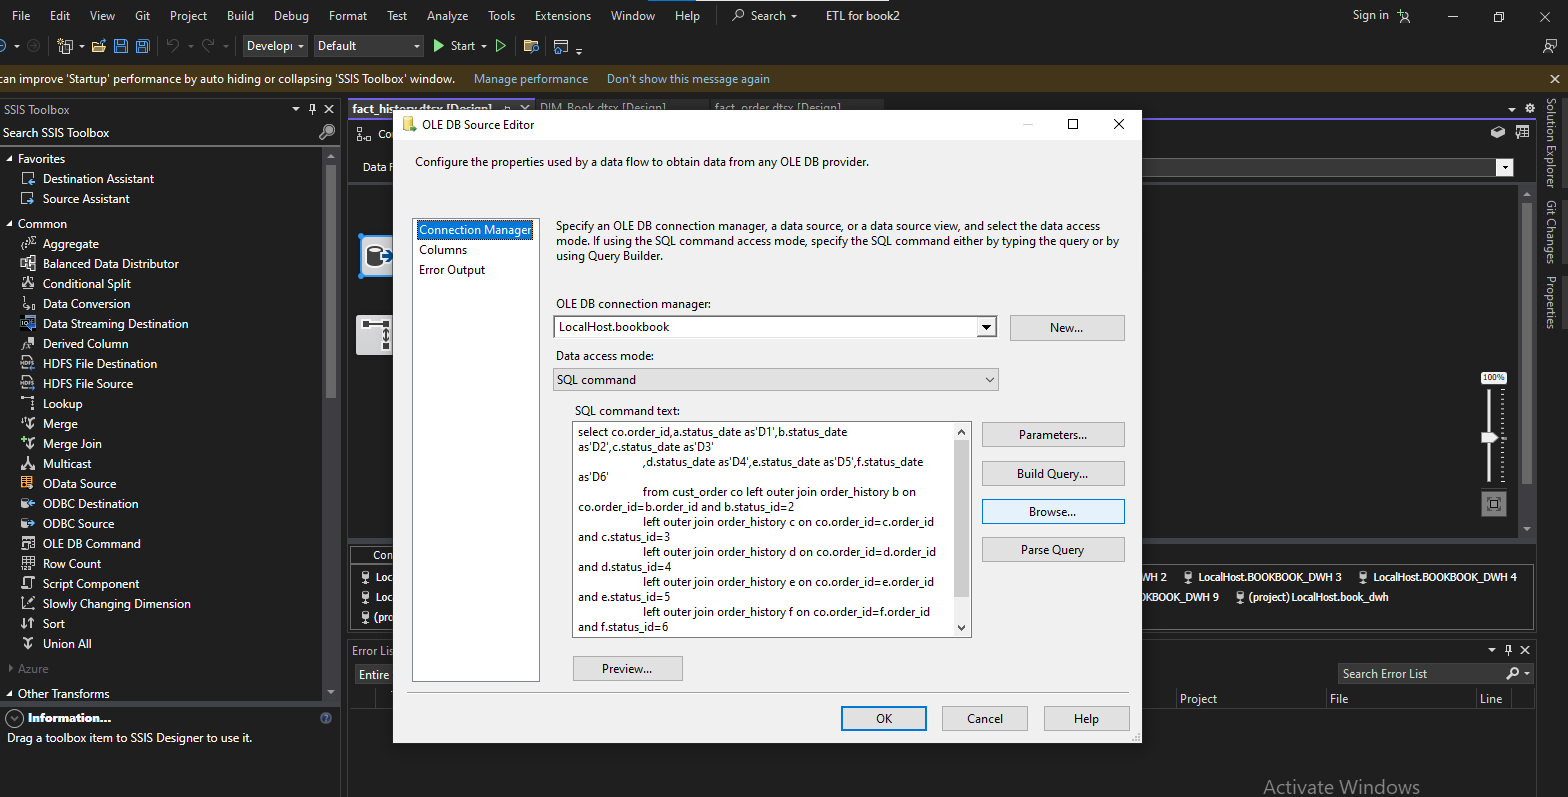 File Edit View Git Project Build Debug Format Test Analyze Tools Extensions Window Help Search ETL for book2 Sign in
Develop Default Start
can improve 'Startup' performance by auto hiding or collapsing 'SSIS Toolbox' window. Manage performance Don't show this message again
SSIS Toolbox
Search SSIS Toolbox
Favorites
Destination Assistant
Source Assistant
Common
Aggregate
Balanced Data Distributor
Conditional Split
Data Conversion
Data Streaming Destination
Derived Column
HDFS File Destination
HDFS File Source
Lookup
Merge
Merge Join
Multicast
OData Source
ODBC Destination
ODBC Source
OLE DB Command
Row Count
Script Component
Slowly Changing Dimension
Sort
Union All
Azure
Other Transforms
Information...
Drag a toolbox item to SSIS Designer to use it.
fact_history.dtsx [Design] DIM_Book.dtsx [Design] fact_order.dtsx [Design]
Co
Data F
OLE DB Source Editor
Configure the properties used by a data flow to obtain data from any OLE DB provider.
Connection Manager
Columns
Error Output
Specify an OLE DB connection manager, a data source, or a data source view, and select the data access
mode. If using the SQL command access mode, specify the SQL command either by typing the query or by
using Query Builder.
OLE DB connection manager:
LocalHost.bookbook
New...
Data access mode:
SQL command
SQL command text:
select co.order_id,a.status_date as'D1',b.status_date
as'D2',c.status_date as'D3'
,d.status_date as'D4',e.status_date as'D5',f.status_date
as'D6'
from cust_order co left outer join order_history b on
co.order_id=b.order_id and b.status_id=2
left outer join order_history c on co.order_id=c.order_id
and c.status_id=3
left outer join order_history d on co.order_id=d.order_id
and d.status_id=4
left outer join order_history e on co.order_id=e.order_id
and e.status_id=5
left outer join order_history f on co.order_id=f.order_id
and f.status_id=6
Parameters...
Build Query...
Browse...
Parse Query
Preview...
OK Cancel Help
100%
Con
Loc
WH 2 LocalHost.BOOKBOOK_DWH 3 LocalHost.BOOKBOOK_DWH 4
Loc
OKBOOK_DWH 9 (project) LocalHost.book_dwh
(pro
Error Lis
Entire
Search Error List
Project File Line
Solution Explorer
Git Changes
Properties
Activate Windows